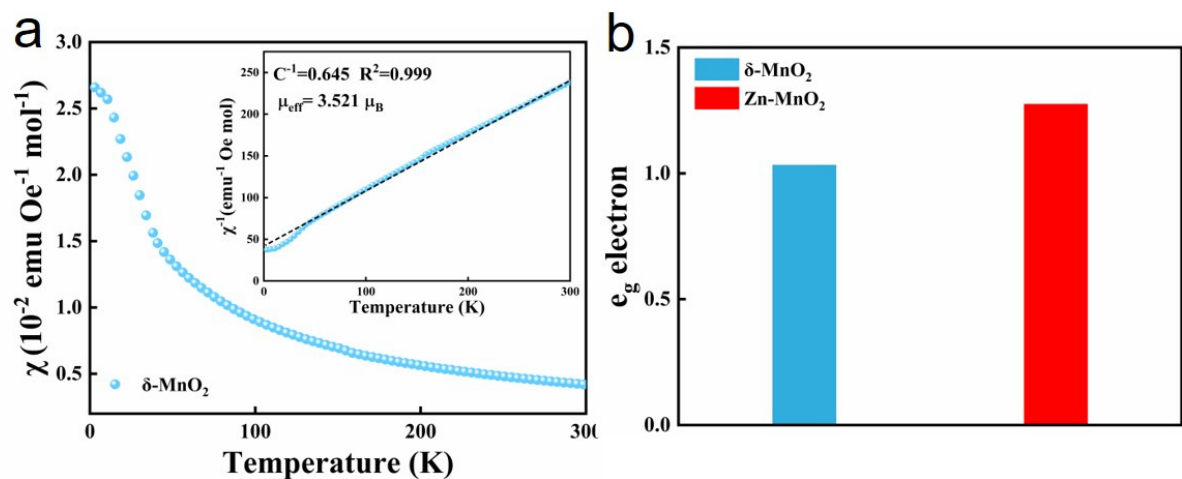 a
3.0
2.5
2.0
1.5
1.0
0.5
χ (10⁻² emu Oe⁻¹ mol⁻¹)
0
100
200
300
Temperature (K)
δ-MnO₂
C⁻¹=0.645 R²=0.999
μeff= 3.521 μB
250
200
150
100
50
0
χ⁻¹(emu⁻¹ Oe mol)
0
100
200
300
Temperature (K)
b
1.5
1.0
0.5
0.0
eg electron
δ-MnO₂
Zn-MnO₂